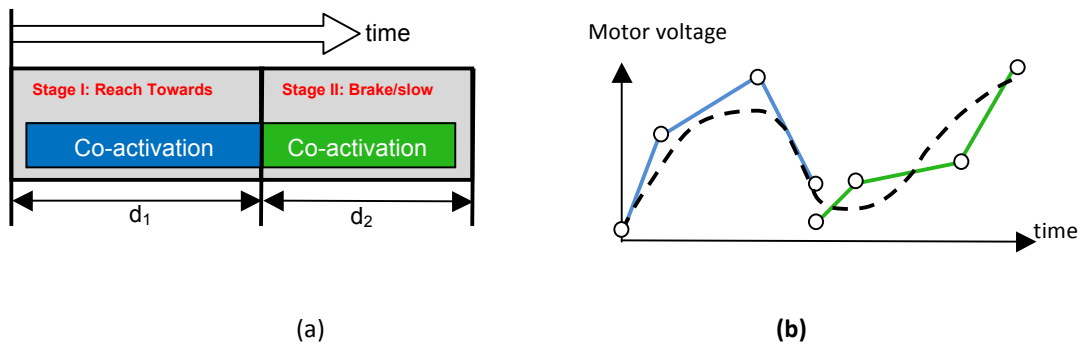 time
Stage I: Reach Towards
Stage II: Brake/slow
Co-activation
Co-activation
d1
d2
(a)
Motor voltage
time
(b)